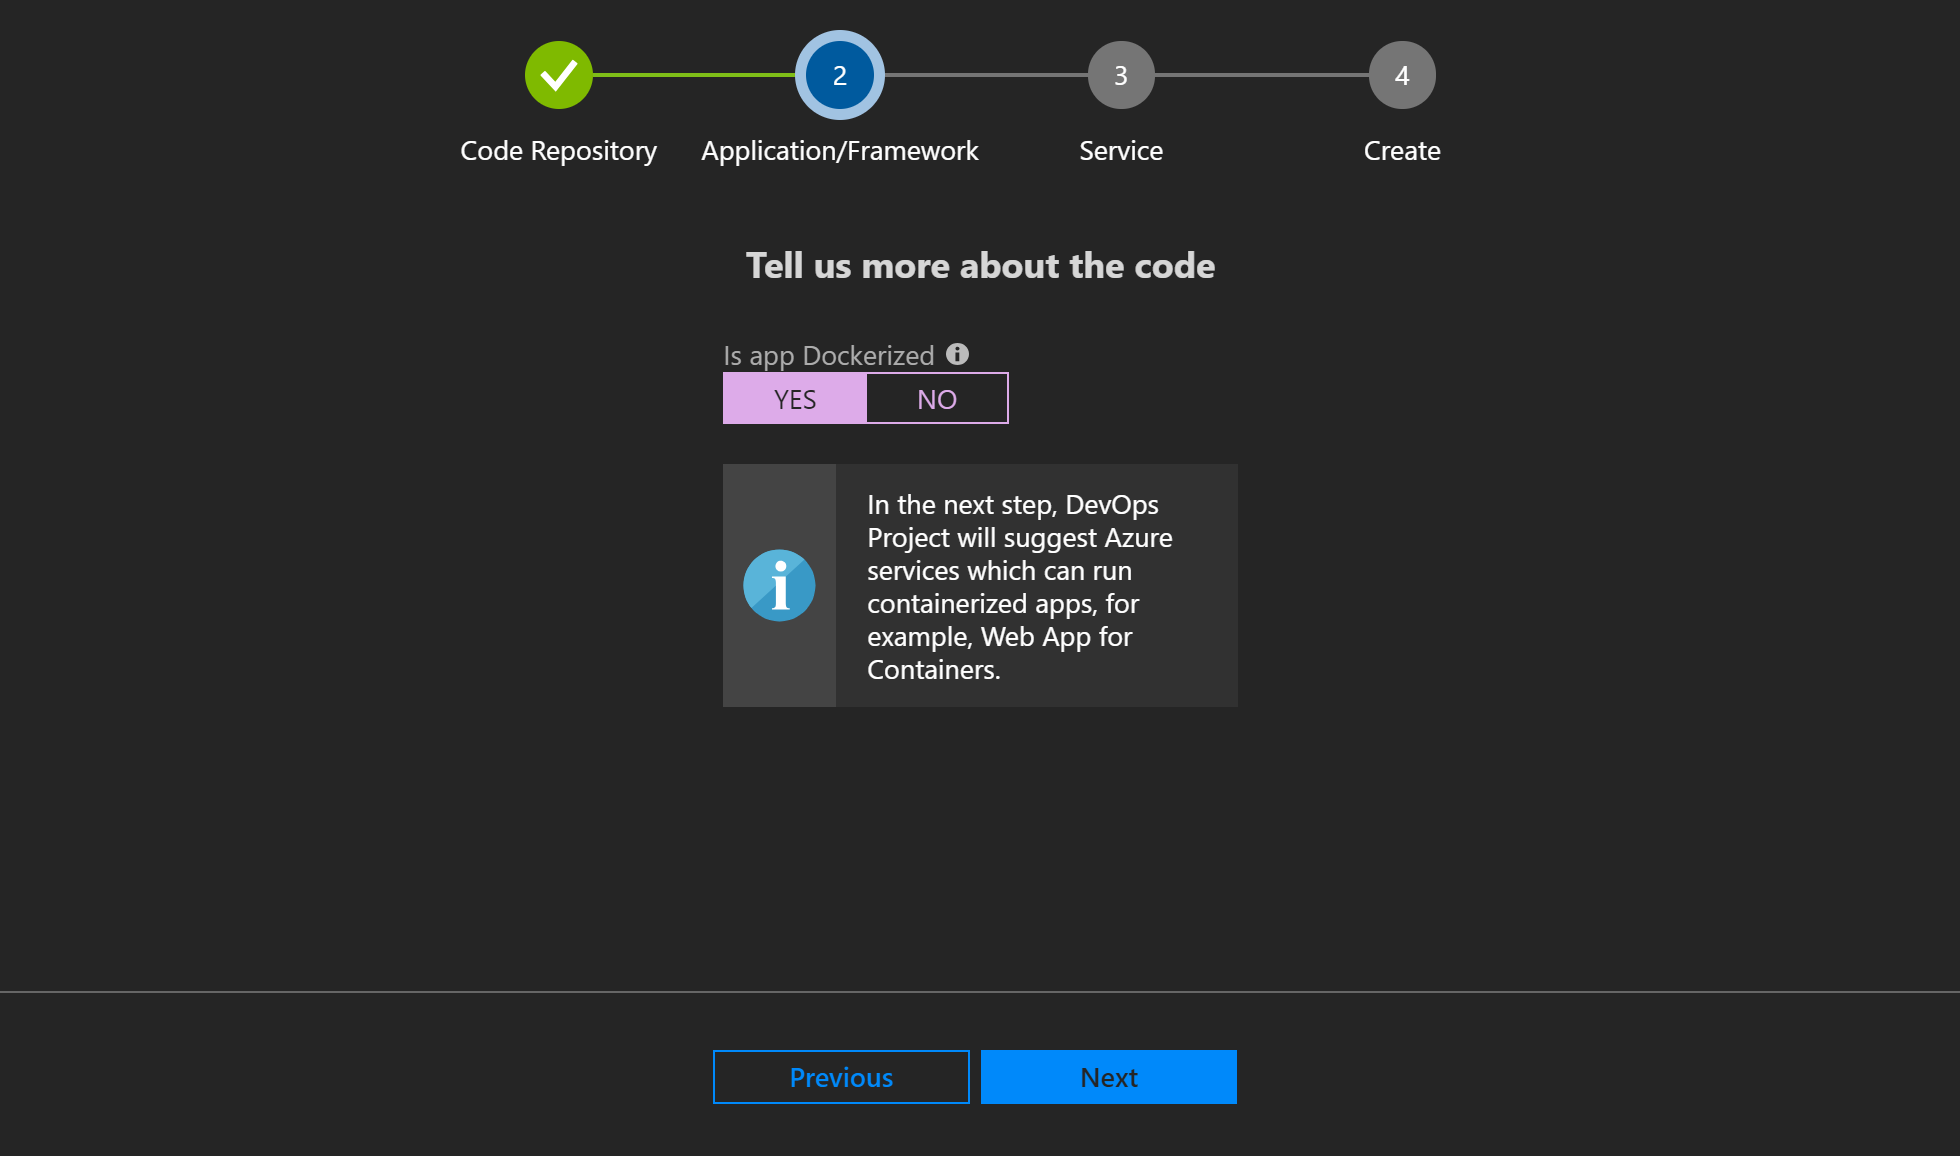 2
3
4
Code Repository
Application/Framework
Service
Create
Tell us more about the code
Is app Dockerized
YES
NO
In the next step, DevOps
Project will suggest Azure
services which can run
containerized apps, for
example, Web App for
Containers.
Previous
Next